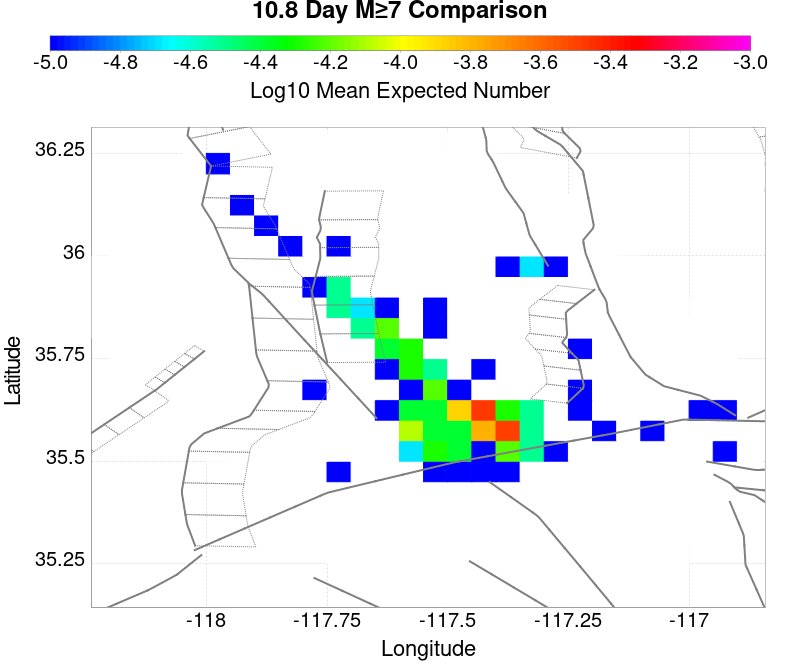 10.8 Day M≥7 Comparison
-5.0 -4.8 -4.6 -4.4 -4.2 -4.0 -3.8 -3.6 -3.4 -3.2 -3.0
Log10 Mean Expected Number
36.25
36
35.75
35.5
35.25
Latitude
-118 -117.75 -117.5 -117.25 -117
Longitude